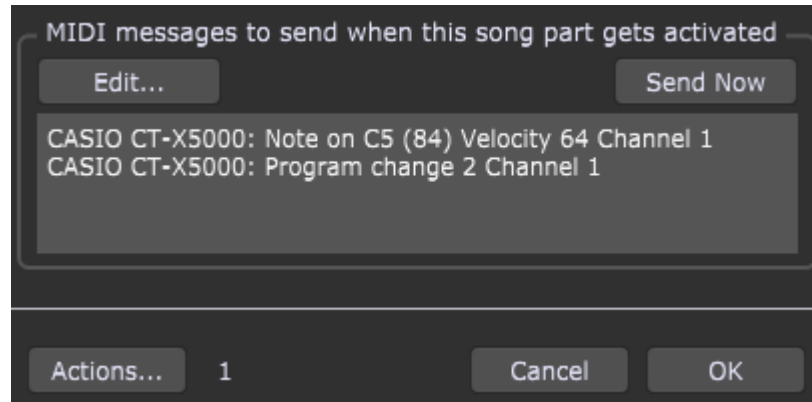 MIDI messages to send when this song part gets activated
Edit...
Send Now
CASIO CT-X5000: Note on C5 (84) Velocity 64 Channel 1
CASIO CT-X5000: Program change 2 Channel 1
Actions...
1
Cancel
OK